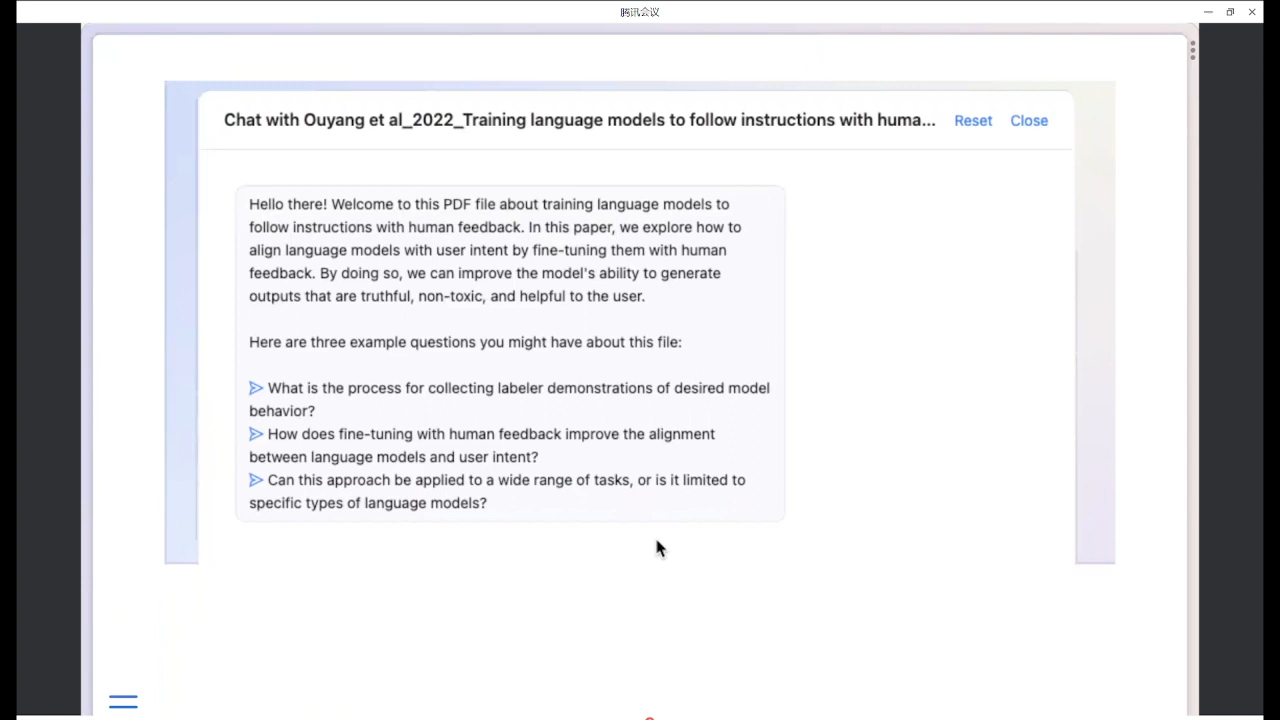 腾讯会议
Chat with Ouyang et al_2022_Training language models to follow instructions with huma...
Reset
Close
Hello there! Welcome to this PDF file about training language models to
follow instructions with human feedback. In this paper, we explore how to
align language models with user intent by fine-tuning them with human
feedback. By doing so, we can improve the model's ability to generate
outputs that are truthful, non-toxic, and helpful to the user.
Here are three example questions you might have about this file:
What is the process for collecting labeler demonstrations of desired model
behavior?
How does fine-tuning with human feedback improve the alignment
between language models and user intent?
Can this approach be applied to a wide range of tasks, or is it limited to
specific types of language models?